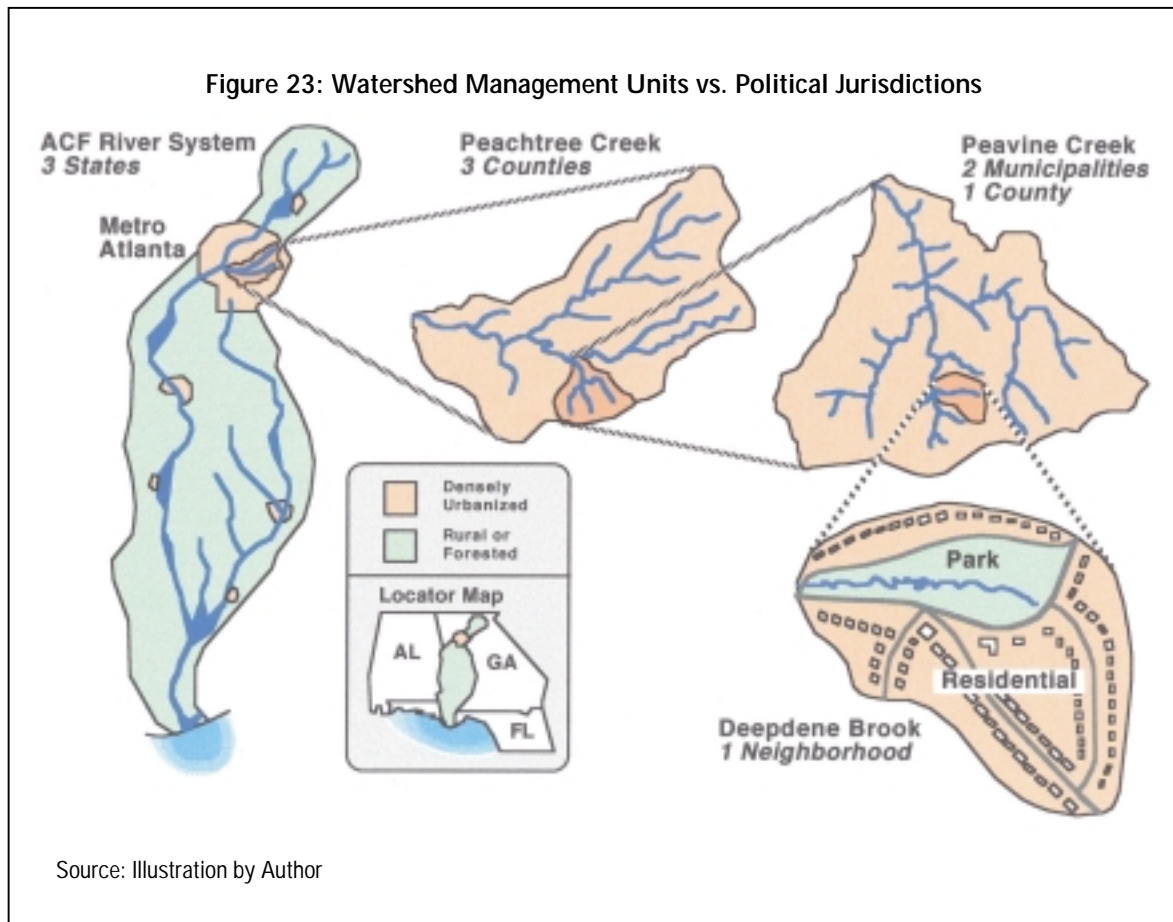 Figure 23: Watershed Management Units vs. Political Jurisdictions
ACF River System
3 States
Metro
Atlanta
Peachtree Creek
3 Counties
Peavine Creek
2 Municipalities
1 County
Densely
Urbanized
Rural or
Forested
Locator Map
AL
GA
FL
Park
Residential
Deepdene Brook
1 Neighborhood
Source: Illustration by Author